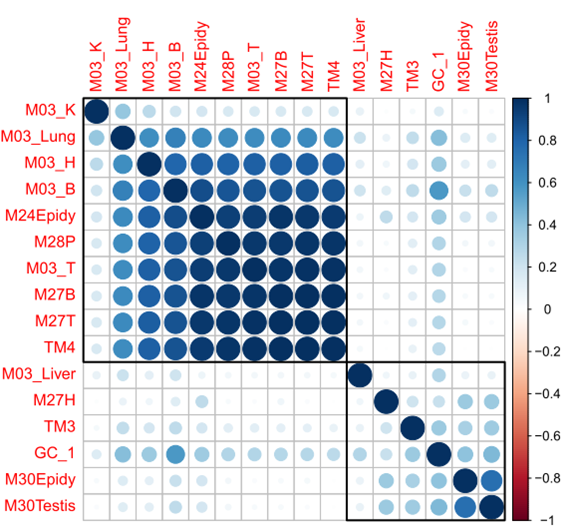 M03_K
M03_Lung
M03_H
M03_B
M24Epidy
M28P
M03_T
M27B
M27T
TM4
M03_Liver
M27H
TM3
GC_1
M30Epidy
M30Testis
M03_K
M03_Lung
M03_H
M03_B
M24Epidy
M28P
M03_T
M27B
M27T
TM4
M03_Liver
M27H
TM3
GC_1
M30Epidy
M30Testis
1
0.8
0.6
0.4
0.2
0
−0.2
−0.4
−0.6
−0.8
−1